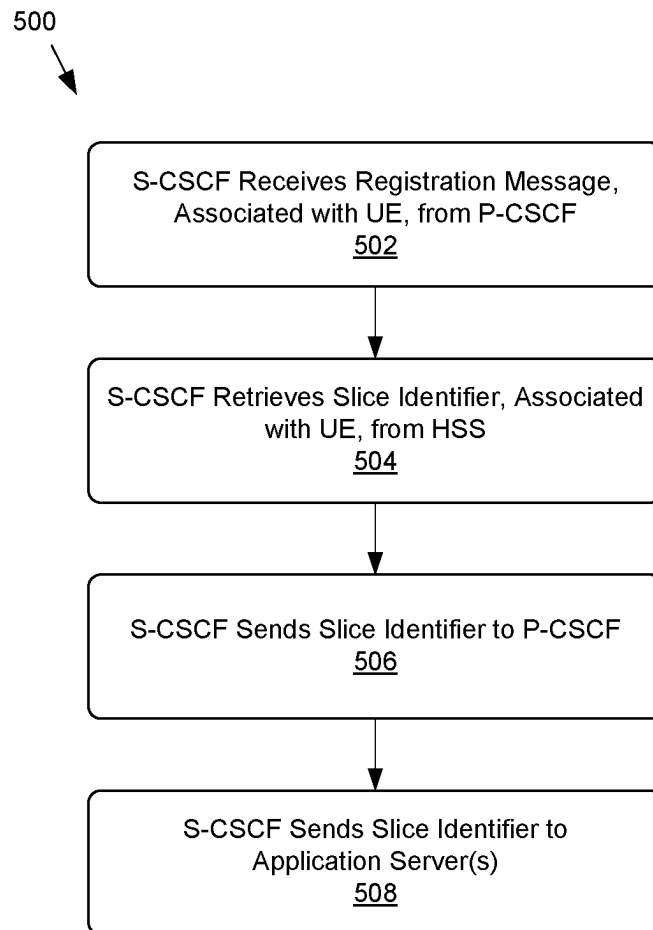 500
S-CSCF Receives Registration Message,
Associated with UE, from P-CSCF
502
S-CSCF Retrieves Slice Identifier, Associated
with UE, from HSS
504
S-CSCF Sends Slice Identifier to P-CSCF
506
S-CSCF Sends Slice Identifier to
Application Server(s)
508